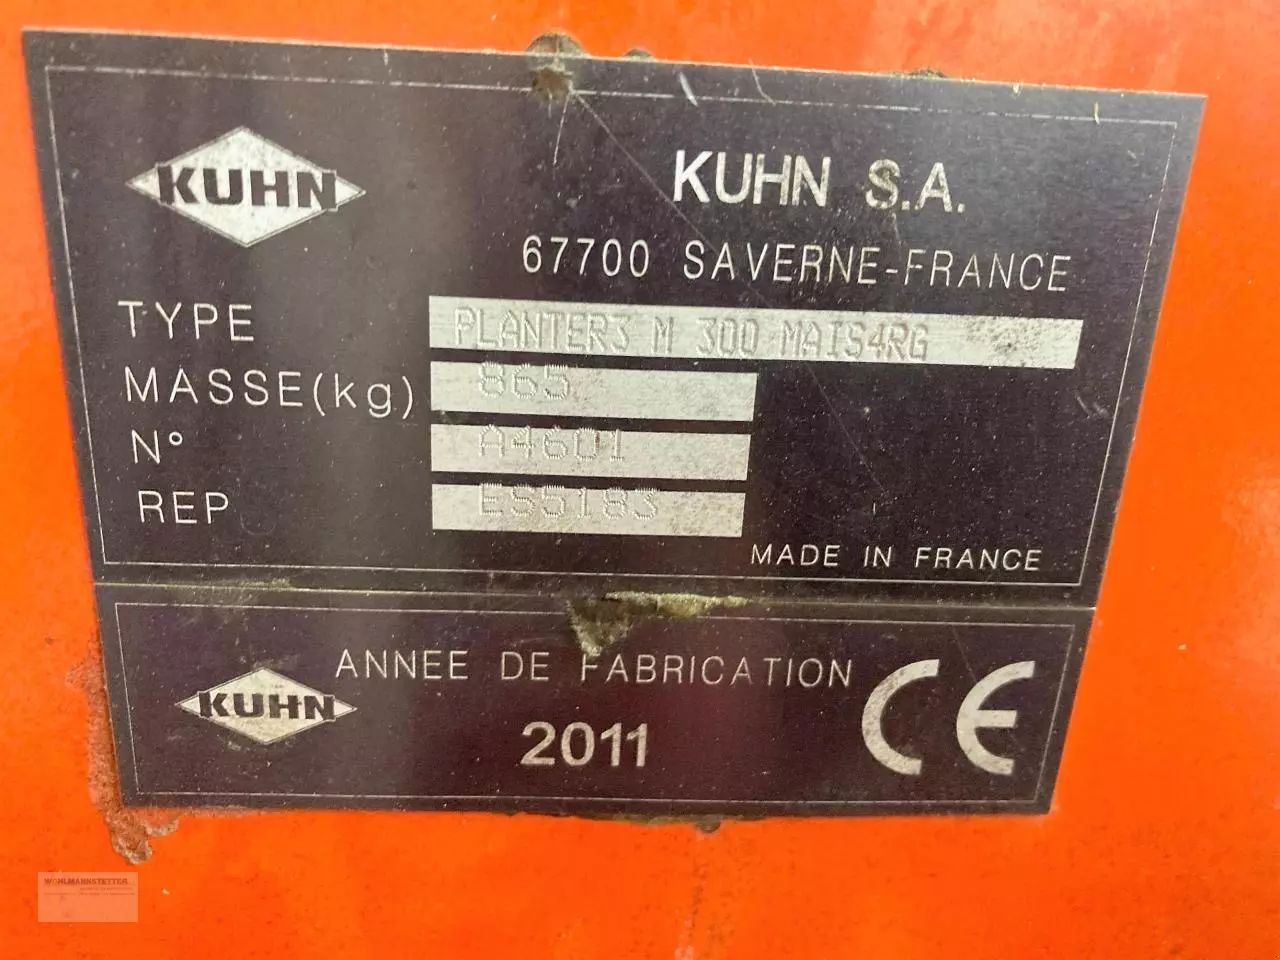 KUHN
KUHN S.A.
67700 SAVERNE-FRANCE
TYPE PLANTER3 M 300 MAIS4RG
MASSE(kg) 865
N° A4601
REP ES5183
MADE IN FRANCE
KUHN
ANNEE DE FABRICATION
2011
CE
WOHLMANNSTETTER